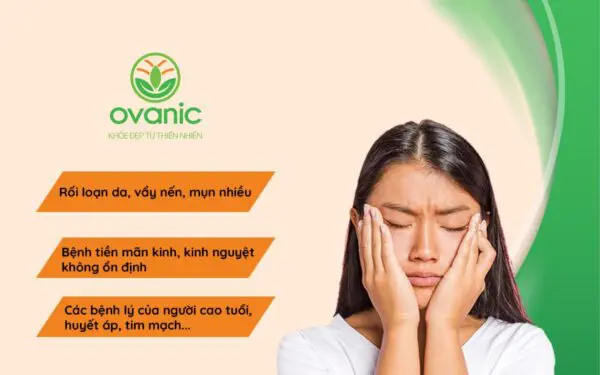 ovanic
KHỎE ĐẸP TỪ THIÊN NHIÊN
Rối loạn da, vẩy nến, mụn nhiều
Bệnh tiền mãn kinh, kinh nguyệt
không ổn định
Các bệnh lý của người cao tuổi,
huyết áp, tim mạch...